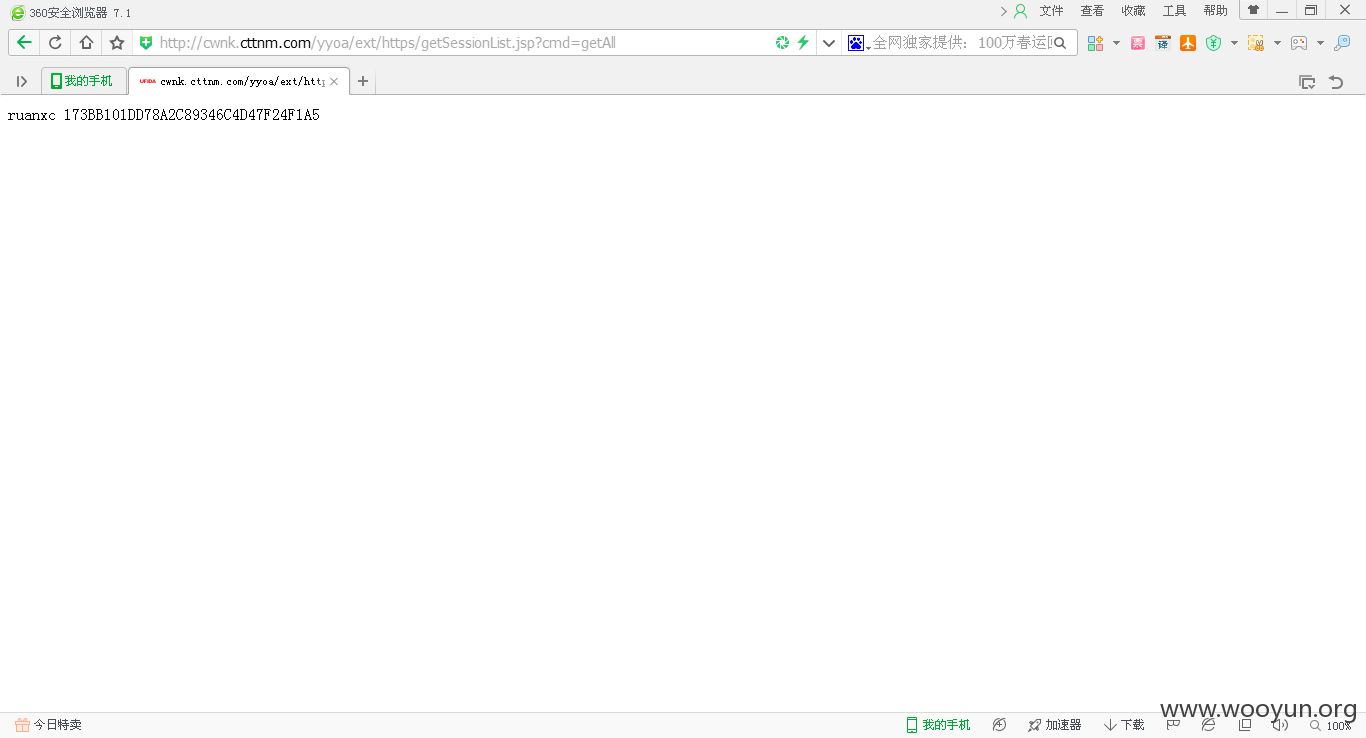 360安全浏览器 7.1
文件 查看 收藏 工具 帮助
http://cwnk.cttnm.com/yyoa/ext/https/getSessionList.jsp?cmd=getAll
全网独家提供: 100万春运
我的手机
UFIDA cwnk.cttnm.com/yyoa/ext/http
ruanxc 173BB101DD78A2C89346C4D47F24F1A5
www.wooyun.org
今日特卖
我的手机
加速器
下载
100%